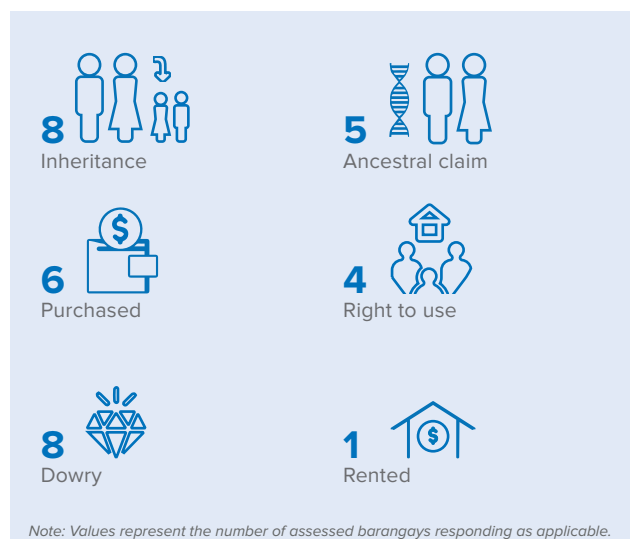 8
Inheritance
5
Ancestral claim
$
6
Purchased
4
Right to use
8
Dowry
$
1
Rented
Note: Values represent the number of assessed barangays responding as applicable.